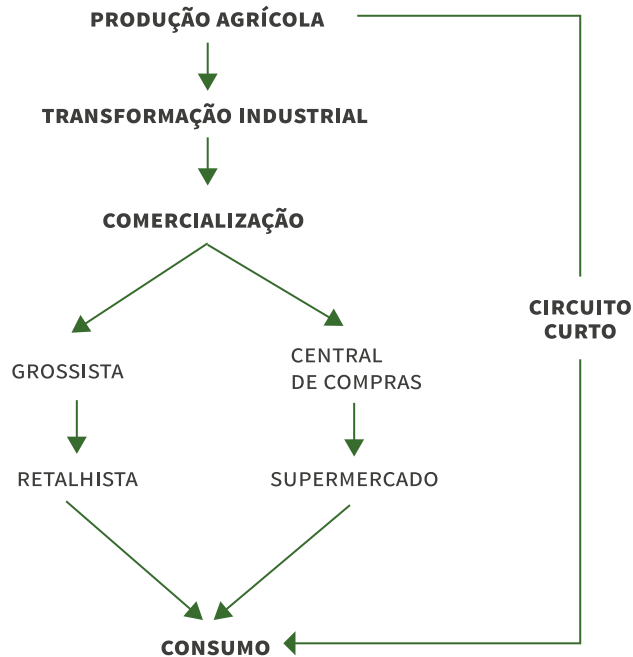 PRODUÇÃO AGRÍCOLA
TRANSFORMAÇÃO INDUSTRIAL
COMERCIALIZAÇÃO
CIRCUITO
CURTO
GROSSISTA
CENTRAL
DE COMPRAS
RETALHISTA
SUPERMERCADO
CONSUMO